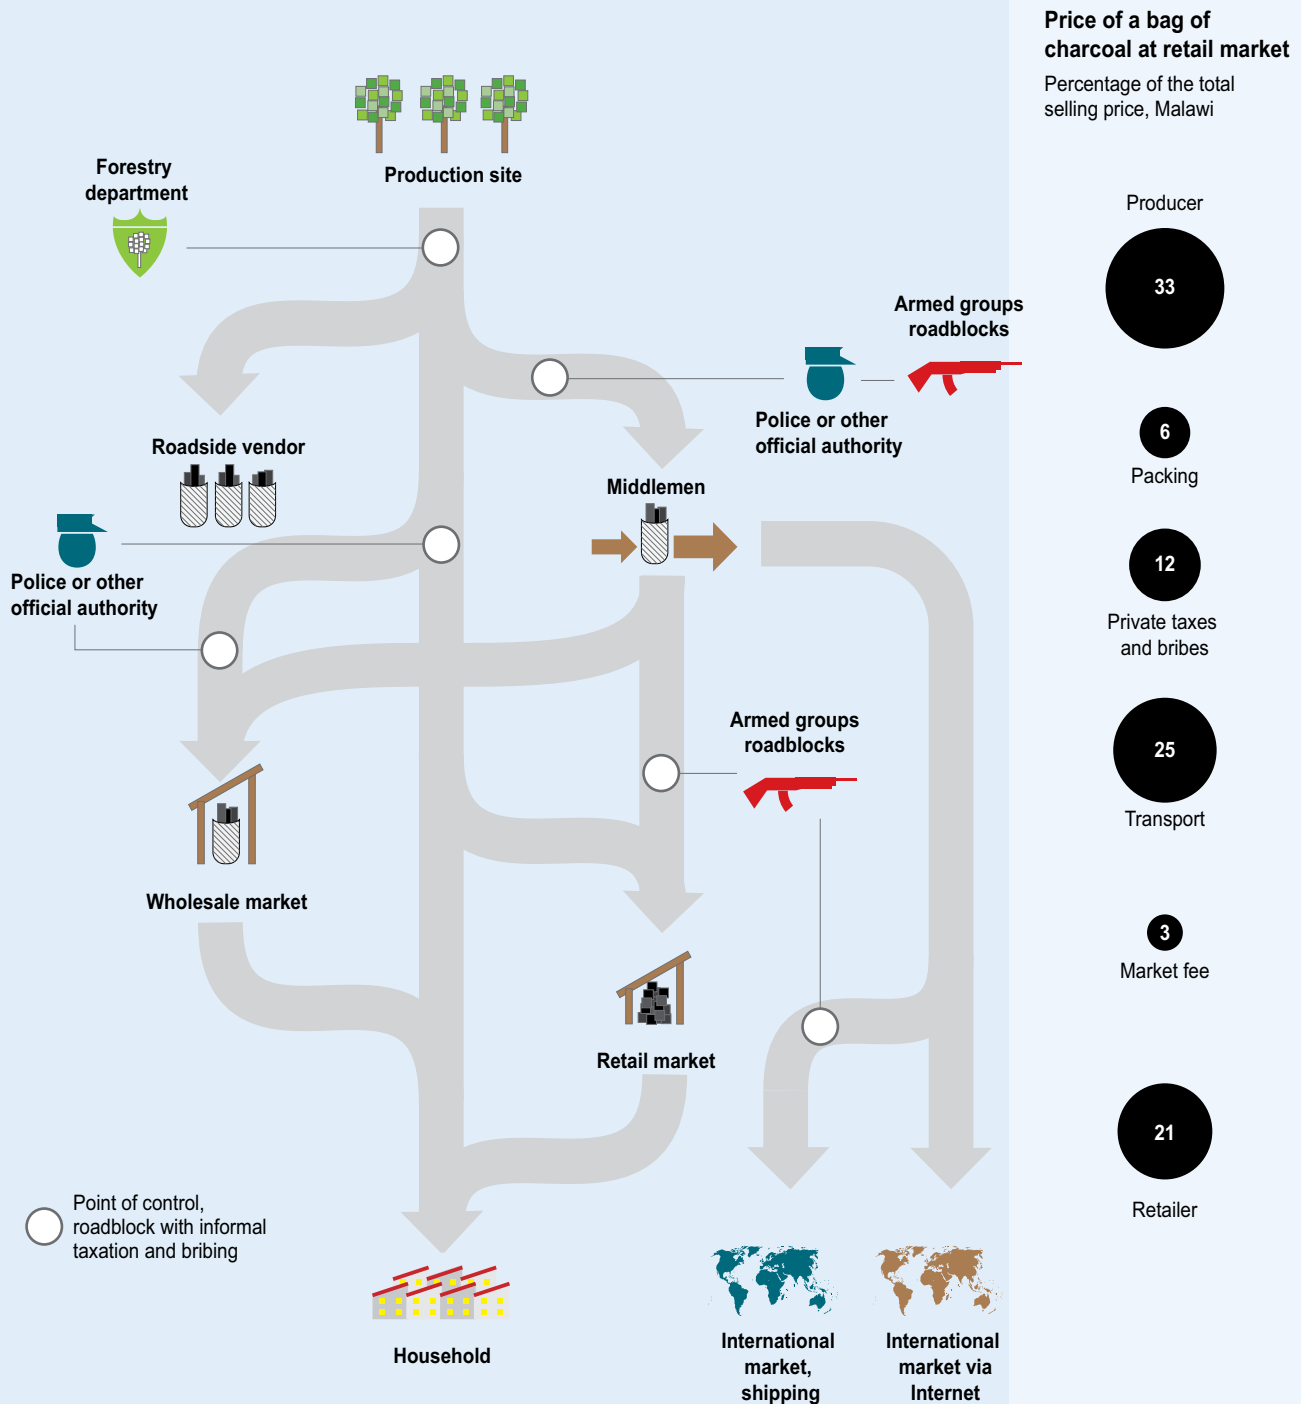 Price of a bag of
charcoal at retail market
Percentage of the total
selling price, Malawi
Production site
Forestry
department
Armed groups
roadblocks
Police or other
official authority
Roadside vendor
Middlemen
Police or other
official authority
Armed groups
roadblocks
Wholesale market
Retail market
Point of control,
roadblock with informal
taxation and bribing
Household
International
market,
shipping
International
market via
Internet
Producer
33
6
Packing
12
Private taxes
and bribes
25
Transport
3
Market fee
21
Retailer